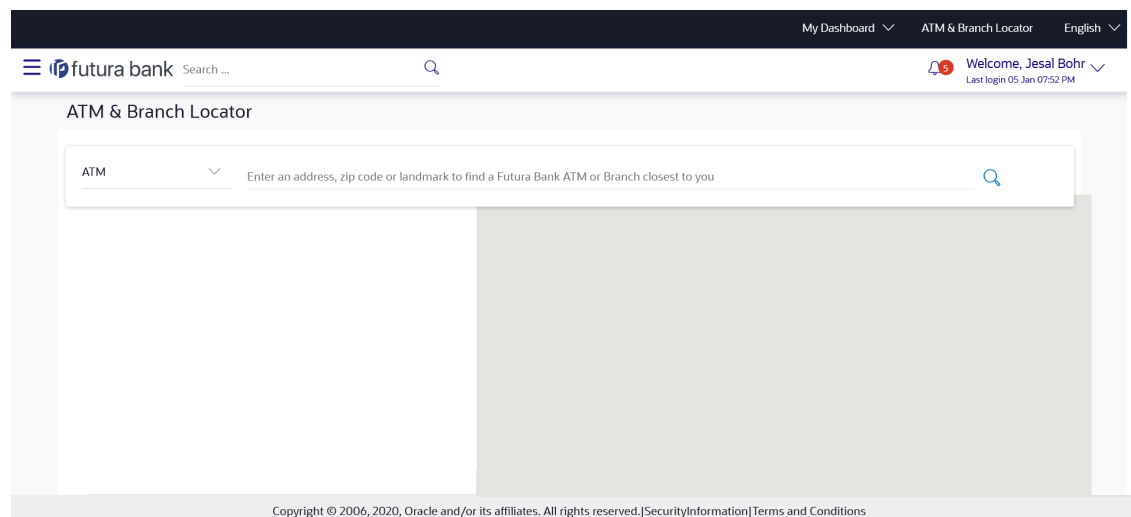 My Dashboard ATM & Branch Locator English
futura bank Search ... 5 Welcome, Jesal Bohr
Last login 05 Jan 07:52 PM
ATM & Branch Locator
ATM Enter an address, zip code or landmark to find a Futura Bank ATM or Branch closest to you
Copyright © 2006, 2020, Oracle and/or its affiliates. All rights reserved.|SecurityInformation|Terms and Conditions